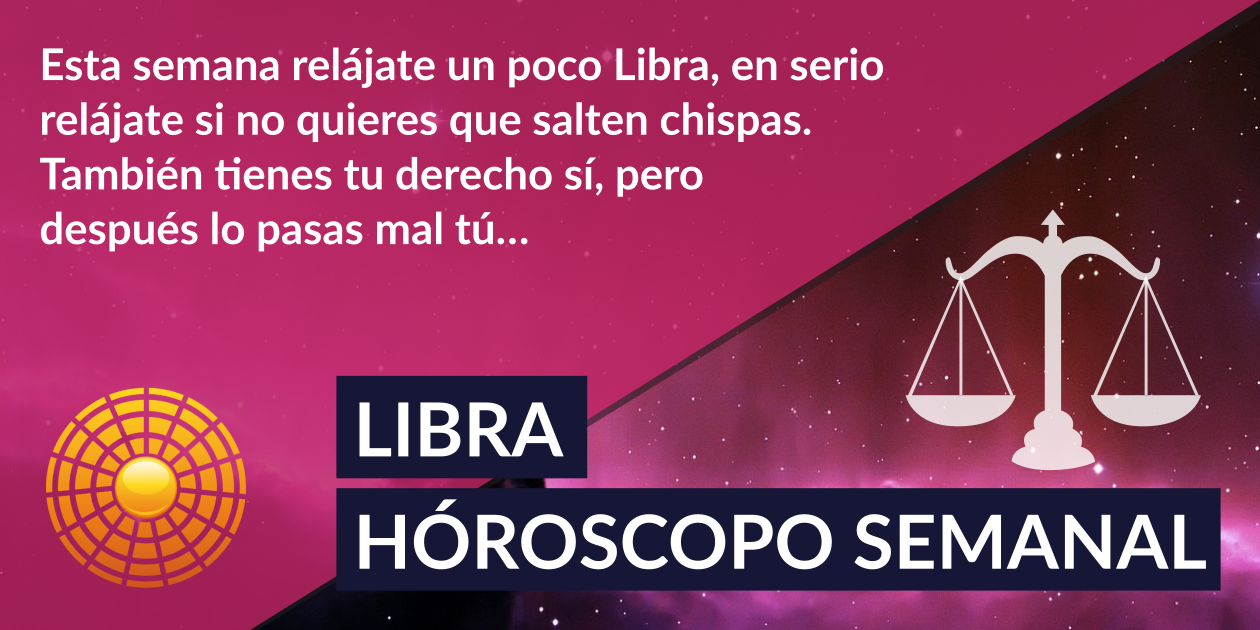 Esta semana relájate un poco Libra, en serio
relájate si no quieres que salten chispas.
También tienes tu derecho sí, pero
después lo pasas mal tú...
LIBRA
HÓROSCOPO SEMANAL